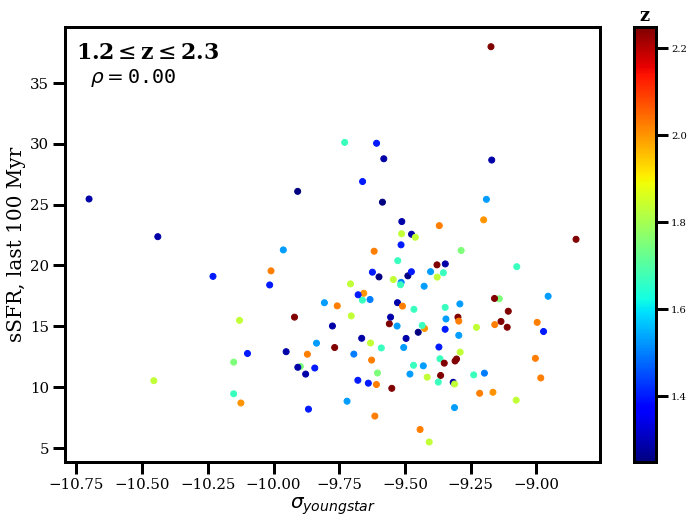 z
1.2 ≤ z ≤ 2.3
ρ = 0.00
35
30
25
20
15
10
5
sSFR, last 100 Myr
−10.75 −10.50 −10.25 −10.00 −9.75 −9.50 −9.25 −9.00
σyoungstar
2.2
2.0
1.8
1.6
1.4